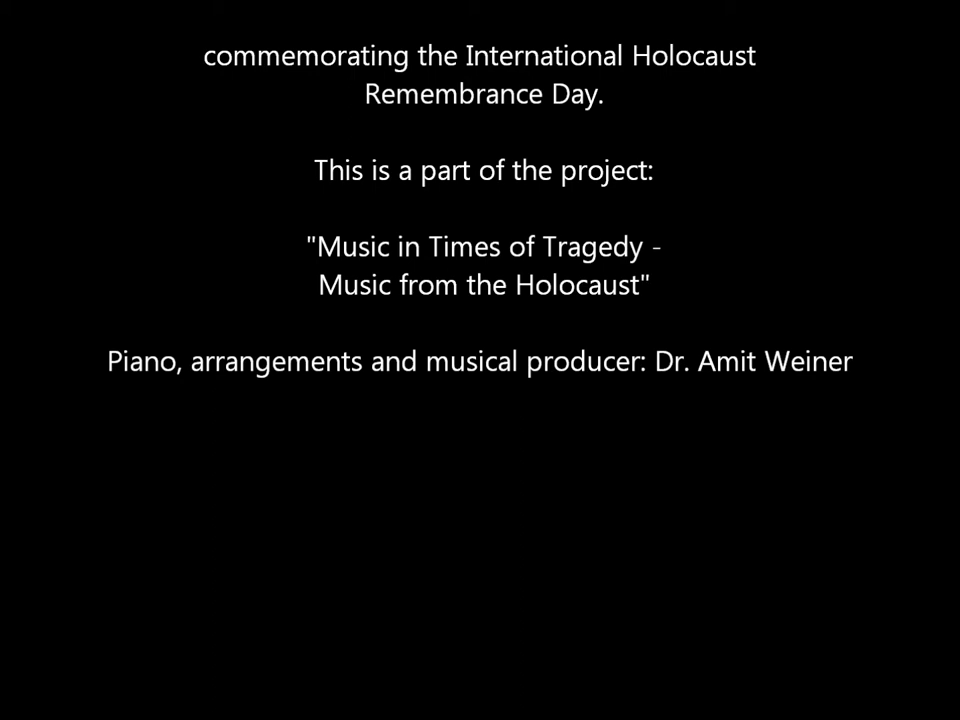 commemorating the International Holocaust
Remembrance Day.
This is a part of the project:
"Music in Times of Tragedy -
Music from the Holocaust"
Piano, arrangements and musical producer: Dr. Amit Weiner